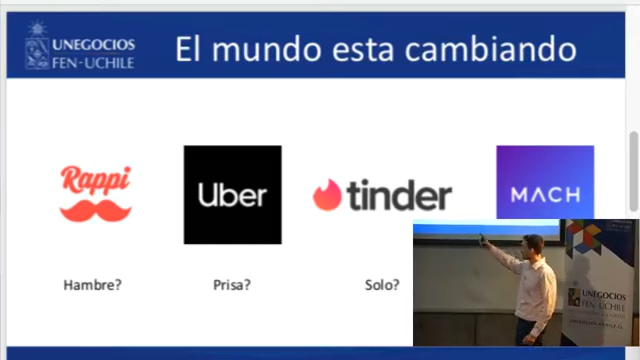 UNEGOCIOS
FEN-UCHILE
El mundo esta cambiando
Rappi
Uber
tinder
MACH
Hambre?
Prisa?
Solo?
UNEGOCIOS
FEN-UCHILE